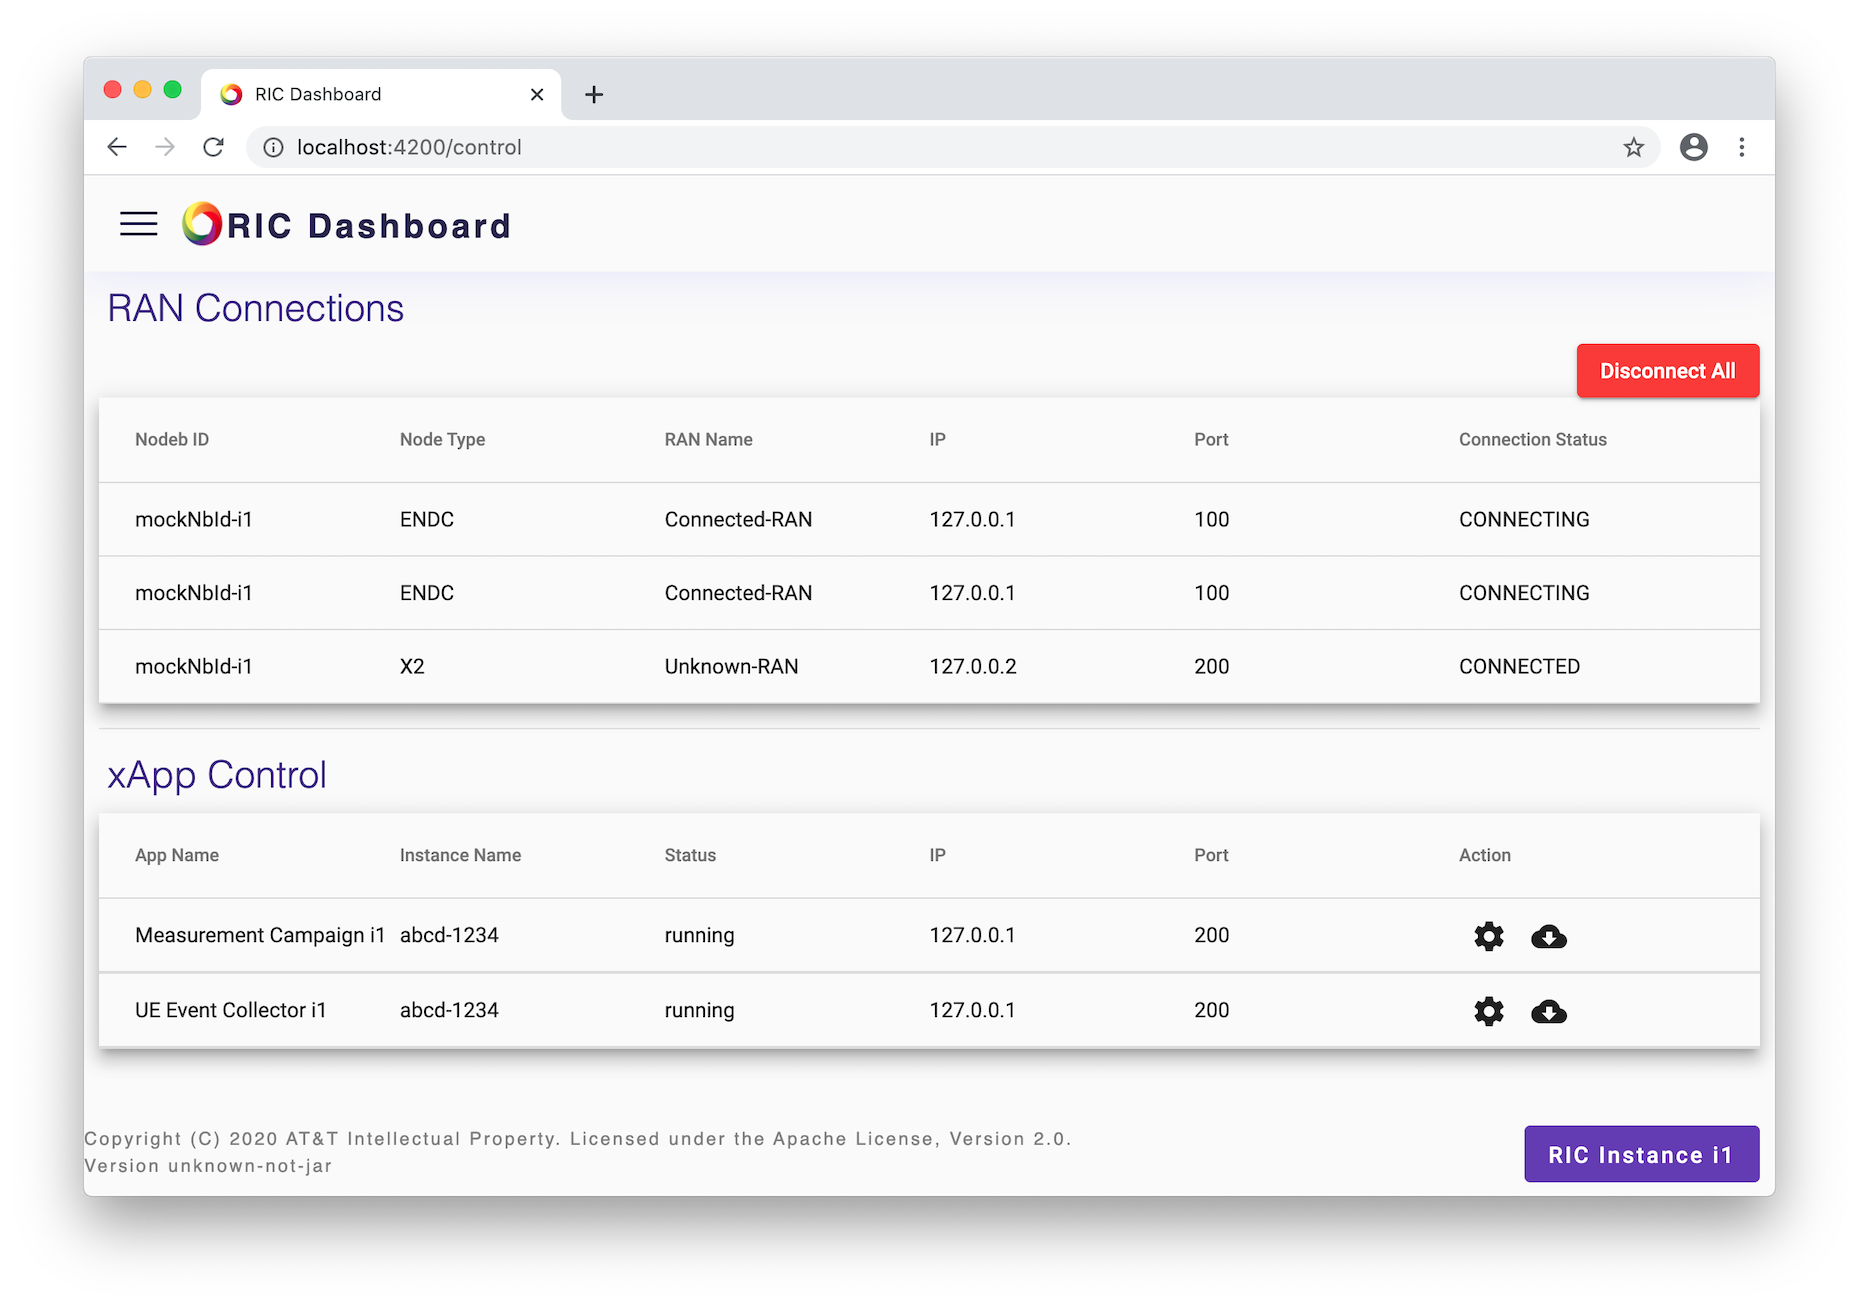 RIC Dashboard
localhost:4200/control
RIC Dashboard
RAN Connections
Disconnect All
Nodeb ID Node Type RAN Name IP Port Connection Status
mockNbId-i1 ENDC Connected-RAN 127.0.0.1 100 CONNECTING
mockNbId-i1 ENDC Connected-RAN 127.0.0.1 100 CONNECTING
mockNbId-i1 X2 Unknown-RAN 127.0.0.2 200 CONNECTED
xApp Control
App Name Instance Name Status IP Port Action
Measurement Campaign i1 abcd-1234 running 127.0.0.1 200
UE Event Collector i1 abcd-1234 running 127.0.0.1 200
Copyright (C) 2020 AT&T Intellectual Property. Licensed under the Apache License, Version 2.0.
Version unknown-not-jar
RIC Instance i1